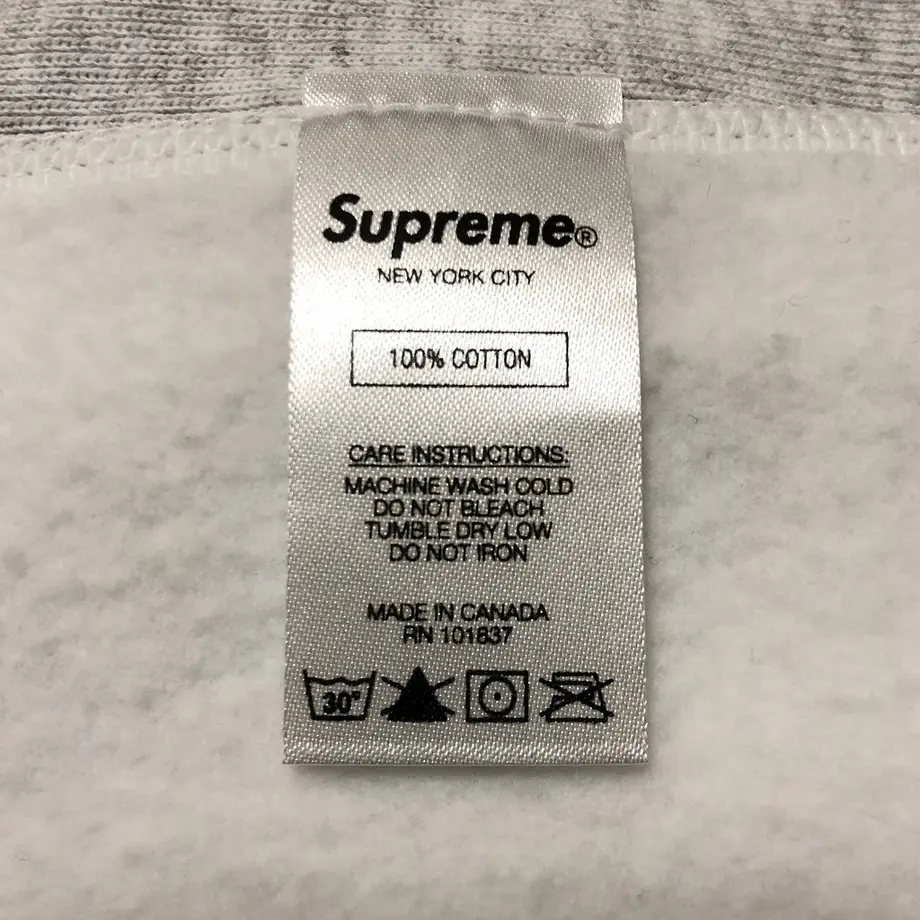 Supreme®
NEW YORK CITY
100% COTTON
CARE INSTRUCTIONS:
MACHINE WASH COLD
DO NOT BLEACH
TUMBLE DRY LOW
DO NOT IRON
MADE IN CANADA
RN 101837
30°